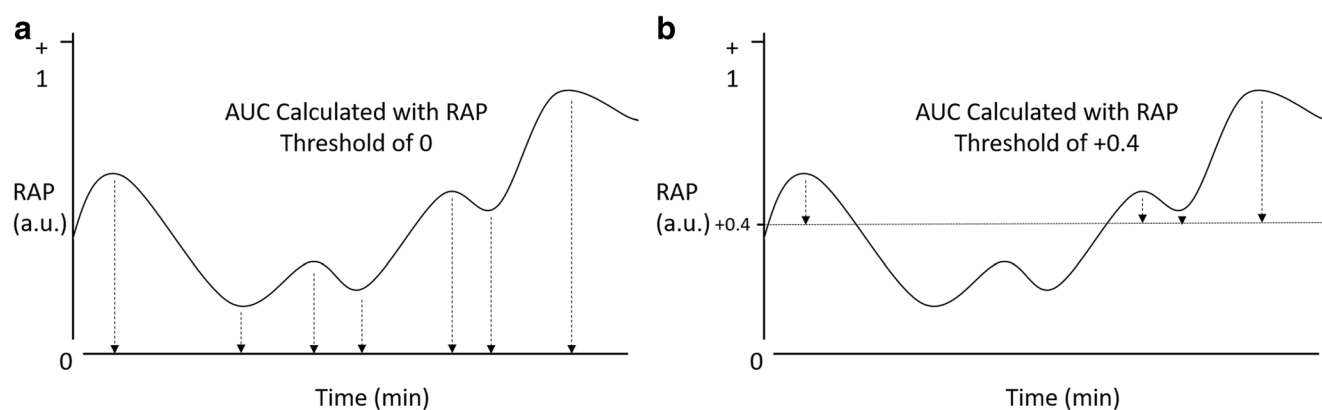 a
+
1
AUC Calculated with RAP
Threshold of 0
RAP
(a.u.)
0
Time (min)
b
+
1
AUC Calculated with RAP
Threshold of +0.4
RAP
(a.u.)
+0.4
0
Time (min)